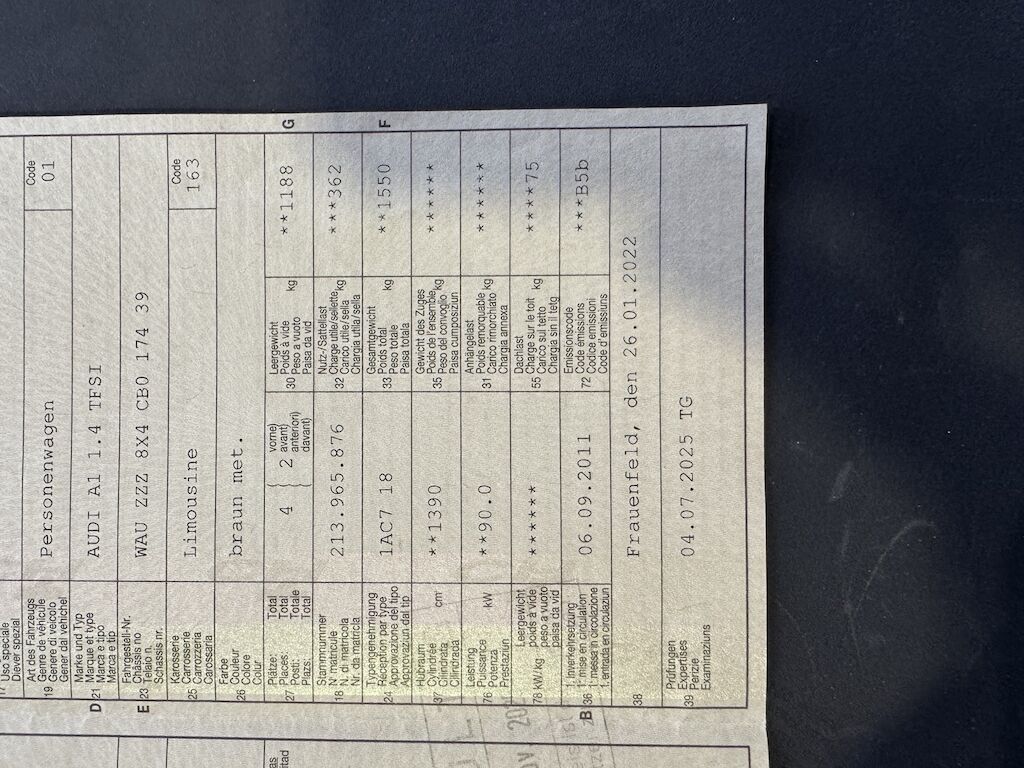 17 Uso speciale
Diever spezial
19 Art des Fahrzeugs
Genre de véhicule
Genere di veicolo
Gener dal vehichel
Personenwagen
Code
01
D 21 Marke und Typ
Marque et type
Marca e tipo
Marca e tip
AUDI A1 1.4 TFSI
E 23 Fahrgestell-Nr.
Châssis no
Telaio n.
Schassis nr.
WAU ZZZ 8X4 CB0 174 39
25 Karosserie
Carrosserie
Carrozzeria
Carossaria
Limousine
Code
163
26 Farbe
Couleur
Colore
Colur
braun met.
27 Plätze: Total
Places: Total
Posti: Totale
Plazs: Total
4 { 2 vorne)
avant)
anteriori)
davant)
30 Leergewicht
Poids à vide
Peso a vuoto
Paisa da vid
kg
**1188
G
18 Stammnummer
N matricule
N. di matricola
Nr. da matricla
213.965.876
32 Nutz-/Sattellast
Charge utile/sellette
Carico utile/sella
Chargia utila/sella
kg
***362
24 Typengenehmigung
Réception par type
Approvazione del tipo
Approvaziun dal tip
1AC7 18
33 Gesamtgewicht
Poids total
Peso totale
Paisa totala
kg
**1550
F
37 Hubraum
Cylindrée
Cilindrata
Cilindrada
cm³
**1390
35 Gewicht des Zuges
Poids de l'ensemble
Peso del convoglio
Paisa cumposiziun
kg
******
76 Leistung
Puissance
Potenza
Prestaziun
kW
**90.0
31 Anhängelast
Poids remorquable
Carico rimorchiato
Chargia annexa
kg
******
78 kW/kg Leergewicht
poids à vide
peso a vuoto
paisa da vid
******
55 Dachlast
Charge sur le toit
Carico sul tetto
Chargia sin il tetg
kg
****75
B 36 1. Inverkehrsetzung
1. mise en circulation
1. messa in circolazione
1. entrada en circulaziun
06.09.2011
72 Emissionscode
Code émissions
Codice emissioni
Code d'emissiuns
***B5b
38
Frauenfeld, den 26.01.2022
39 Prüfungen
Expertises
Perizie
Examinaziuns
04.07.2025 TG